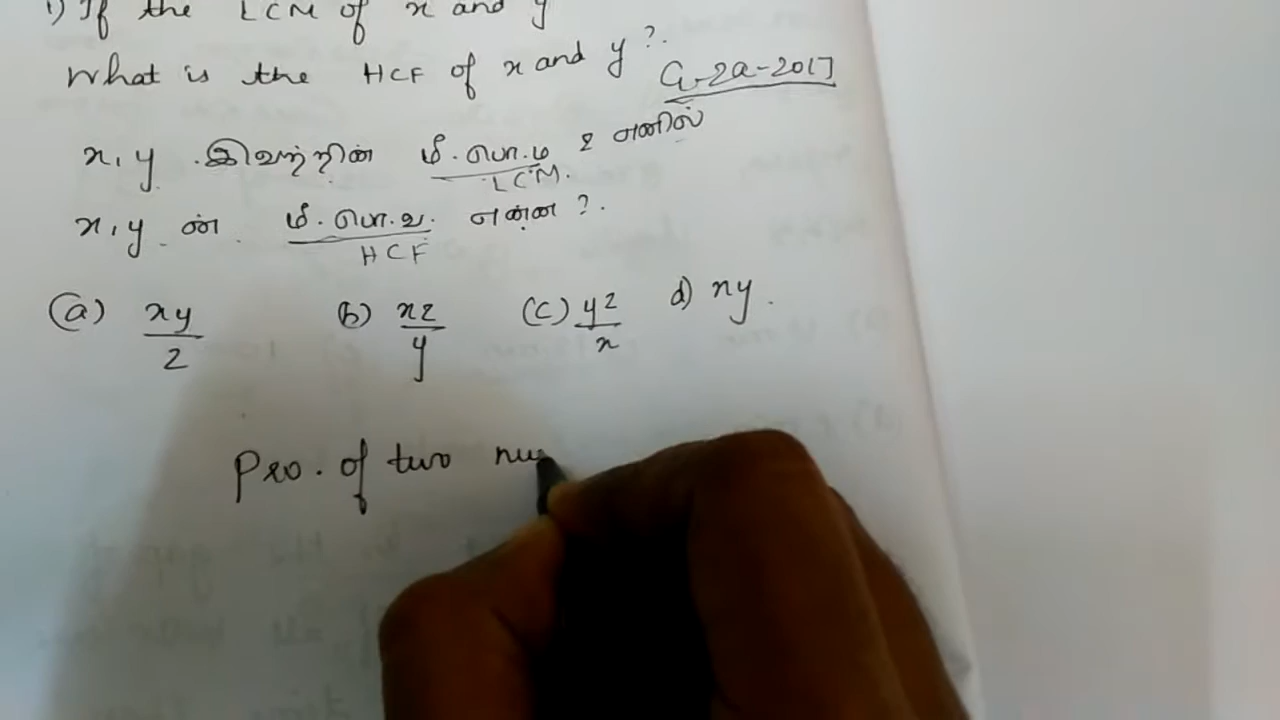 1) If the LCM of x and y
What is the HCF of x and y ?. G-2a-2017
x, y .இவற்றின் மீ.பொ.ம z எனில்
LCM.
x, y ன் மீ.பொ.வ. என்ன ?.
HCF
(a) xy/z (b) xz/y (c) yz/x d) xy.
Pro. of two nu